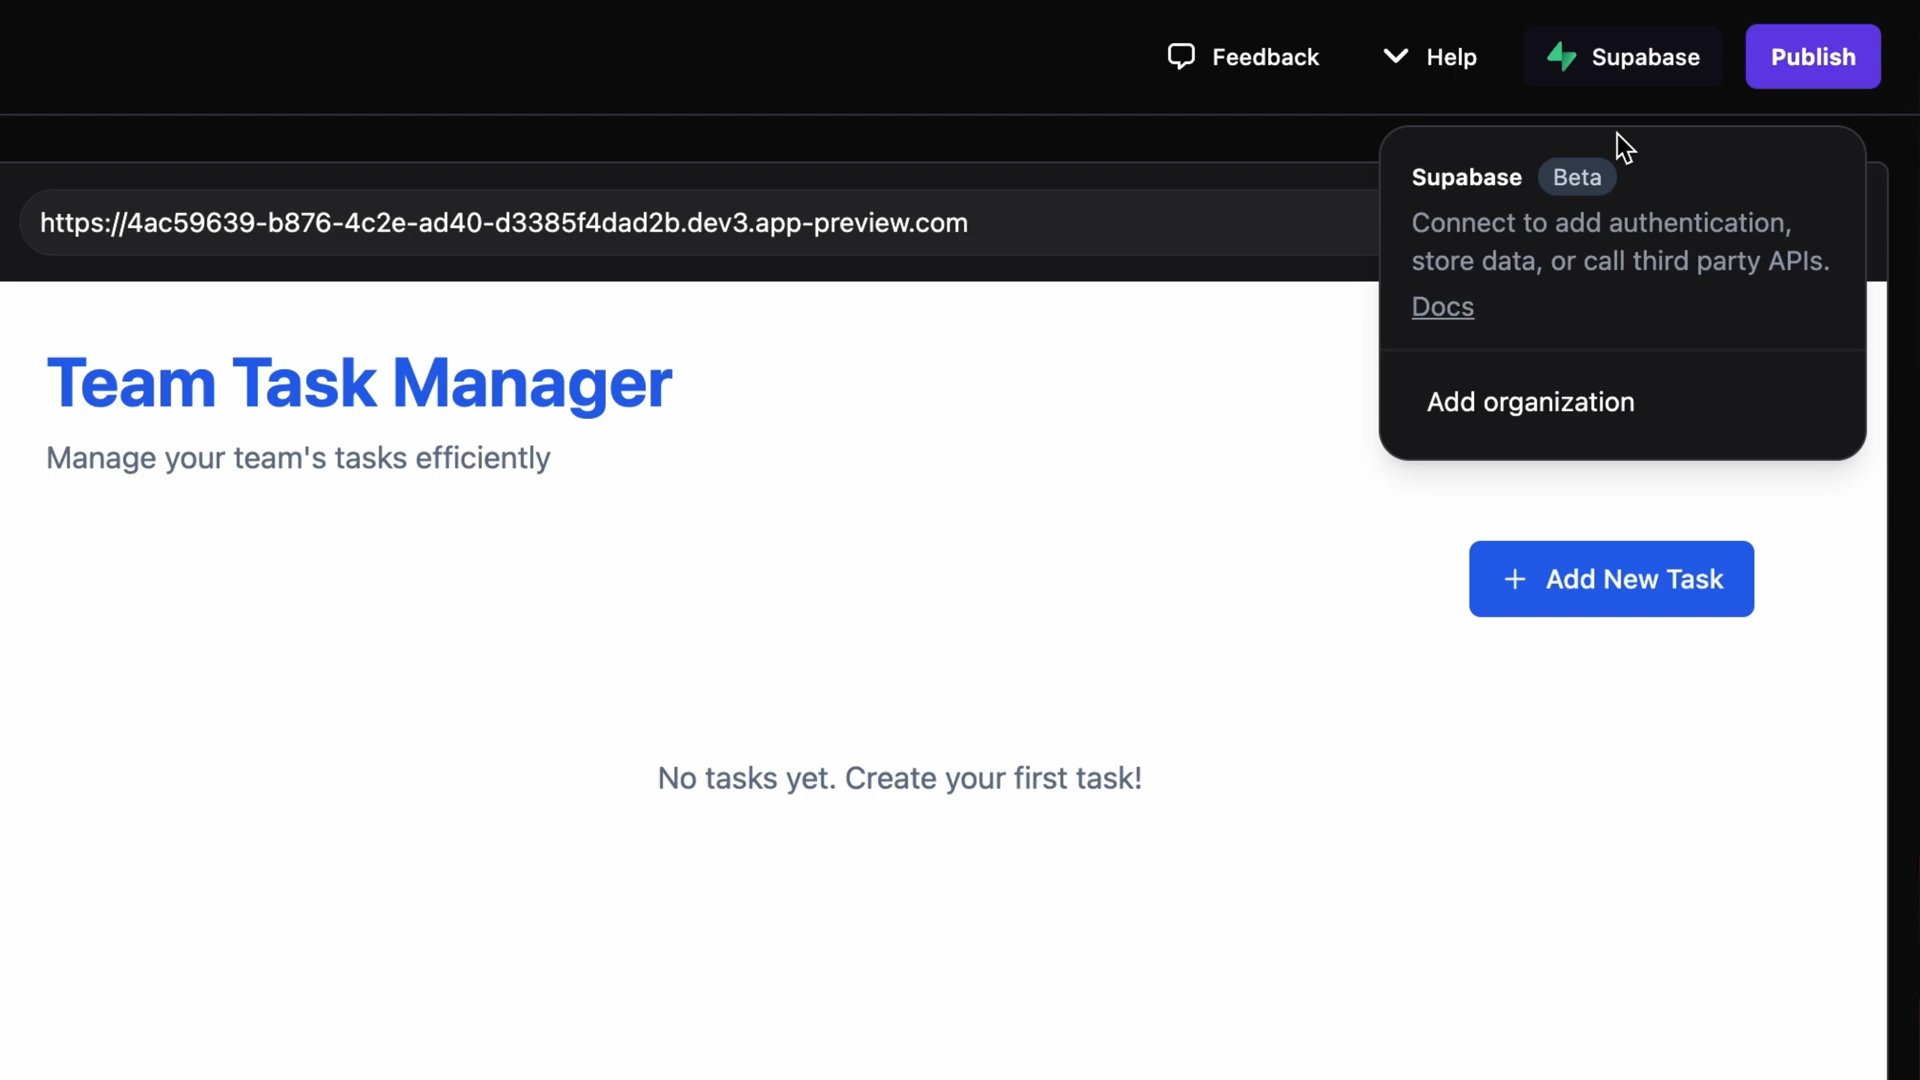 Feedback
Help
Supabase
Publish
Supabase Beta
Connect to add authentication,
store data, or call third party APIs.
Docs
Add organization
https://4ac59639-b876-4c2e-ad40-d3385f4dad2b.dev3.app-preview.com
Team Task Manager
Manage your team's tasks efficiently
+ Add New Task
No tasks yet. Create your first task!